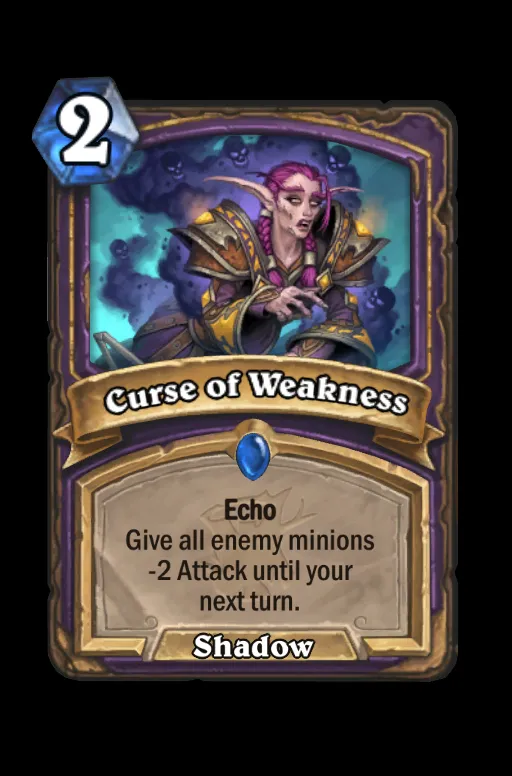 2
Curse of Weakness
Echo
Give all enemy minions
-2 Attack until your
next turn.
Shadow